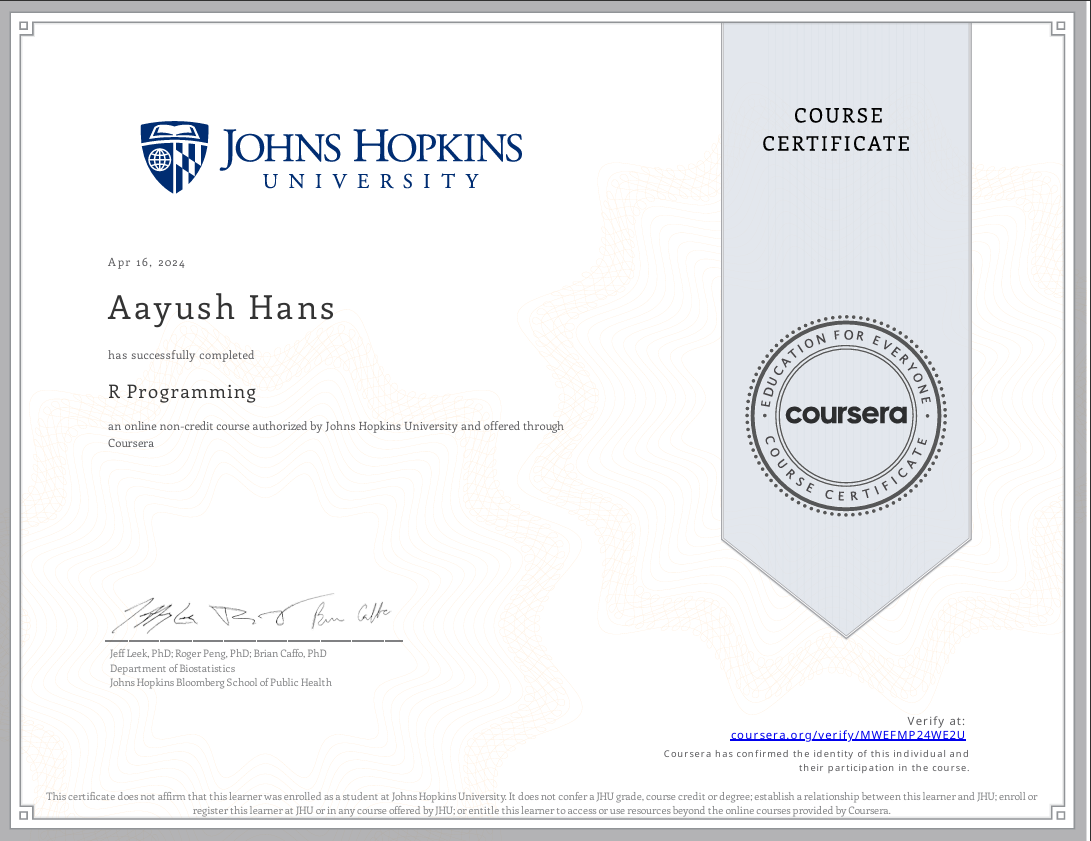 JOHNS HOPKINS
UNIVERSITY
COURSE
CERTIFICATE
Apr 16, 2024
Aayush Hans
has successfully completed
R Programming
an online non-credit course authorized by Johns Hopkins University and offered through
Coursera
EDUCATION FOR EVERYONE
coursera
COURSE CERTIFICATE
Jeff Leek, PhD; Roger Peng, PhD; Brian Caffo, PhD
Department of Biostatistics
Johns Hopkins Bloomberg School of Public Health
Verify at:
coursera.org/verify/MWEFMP24WE2U
Coursera has confirmed the identity of this individual and
their participation in the course.
This certificate does not affirm that this learner was enrolled as a student at Johns Hopkins University. It does not confer a JHU grade, course credit or degree; establish a relationship between this learner and JHU; enroll or
register this learner at JHU or in any course offered by JHU; or entitle this learner to access or use resources beyond the online courses provided by Coursera.